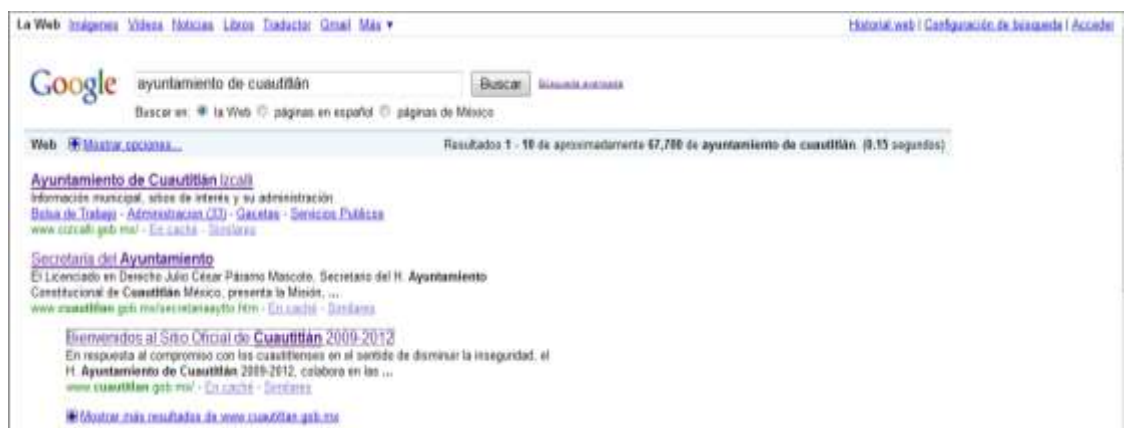 La Web Imágenes Vídeos Noticias Libros Traductor Gmail Más ▼
Historial web | Configuración de búsqueda | Acceder
Google ayuntamiento de cuautitlán Buscar Búsqueda avanzada
Buscar en: la Web páginas en español páginas de México
Web Mostrar opciones... Resultados 1 - 10 de aproximadamente 67,700 de ayuntamiento de cuautitlán. (0.15 segundos)
Ayuntamiento de Cuautitlán Izcalli
Información municipal, sitios de interés y su administración.
Bolsa de Trabajo - Administracion (33) - Gacetas - Servicios Publicos
www.cizcalli.gob.mx/ - En caché - Similares
Secretaria del Ayuntamiento
El Licenciado en Derecho Julio César Páramo Mascote, Secretario del H. Ayuntamiento
Constitucional de Cuautitlán México, presenta la Misión, ...
www.cuautitlan.gob.mx/secretariaayto.htm - En caché - Similares
Bienvenidos al Sitio Oficial de Cuautitlán 2009-2012
En respuesta al compromiso con los cuautitlenses en el sentido de disminuir la inseguridad, el
H. Ayuntamiento de Cuautitlán 2009-2012, colabora en las ...
www.cuautitlan.gob.mx/ - En caché - Similares
Mostrar más resultados de www.cuautitlan.gob.mx